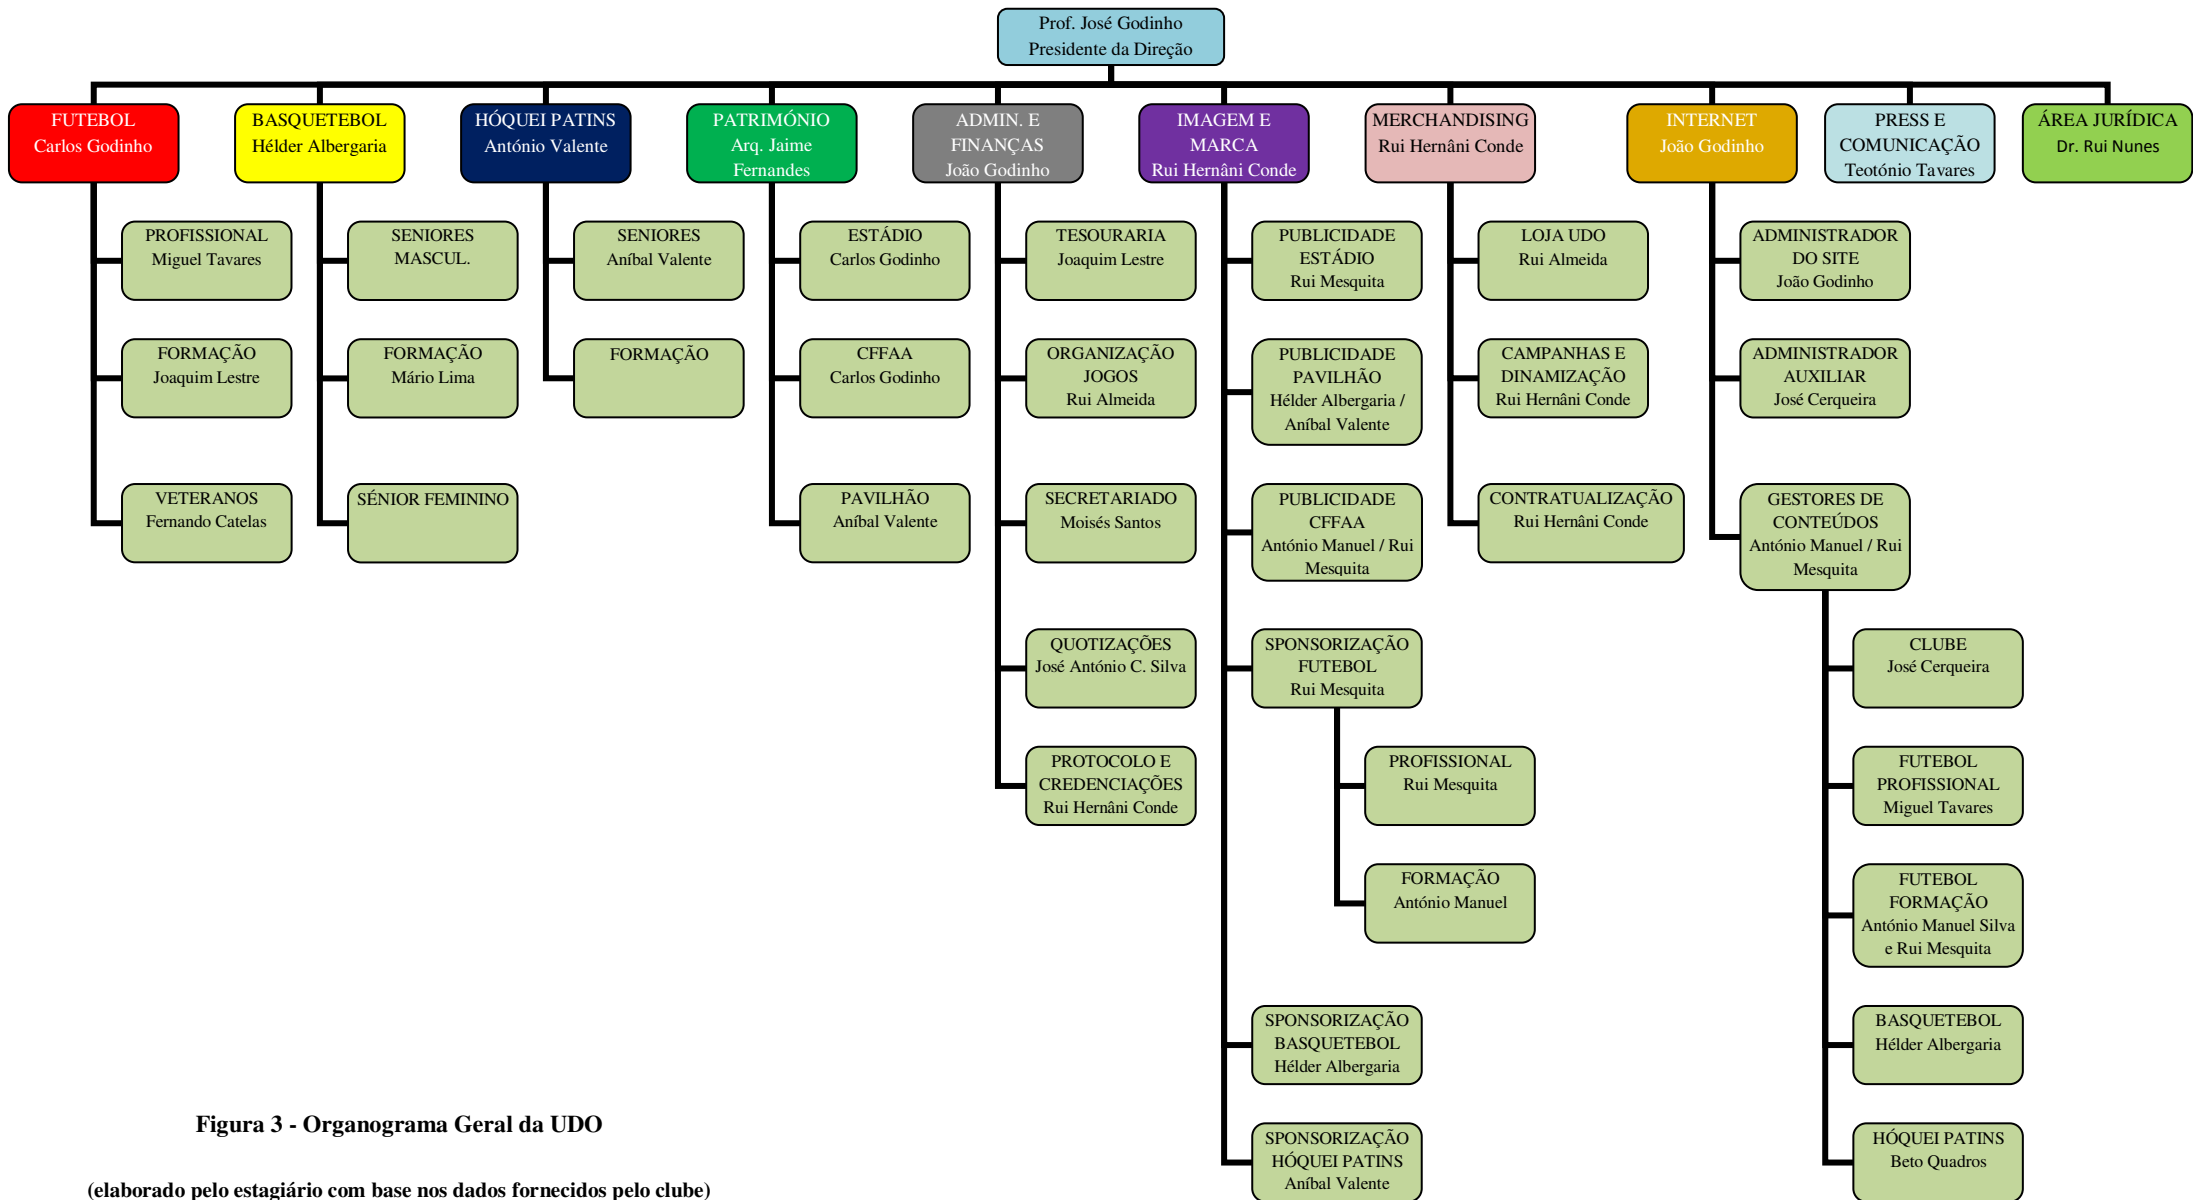 Prof. José Godinho
Presidente da Direção
FUTEBOL
Carlos Godinho
BASQUETEBOL
Hélder Albergaria
HÓQUEI PATINS
António Valente
PATRIMÓNIO
Arq. Jaime
Fernandes
ADMIN. E
FINANÇAS
João Godinho
IMAGEM E
MARCA
Rui Hernâni Conde
MERCHANDISING
Rui Hernâni Conde
INTERNET
João Godinho
PRESS E
COMUNICAÇÃO
Teotónio Tavares
ÁREA JURÍDICA
Dr. Rui Nunes
PROFISSIONAL
Miguel Tavares
FORMAÇÃO
Joaquim Lestre
VETERANOS
Fernando Catelas
SENIORES
MASCUL.
FORMAÇÃO
Mário Lima
SÉNIOR FEMININO
SENIORES
Aníbal Valente
FORMAÇÃO
ESTÁDIO
Carlos Godinho
CFFAA
Carlos Godinho
PAVILHÃO
Aníbal Valente
TESOURARIA
Joaquim Lestre
ORGANIZAÇÃO
JOGOS
Rui Almeida
SECRETARIADO
Moisés Santos
QUOTIZAÇÕES
José António C. Silva
PROTOCOLO E
CREDENCIAÇÕES
Rui Hernâni Conde
PUBLICIDADE
ESTÁDIO
Rui Mesquita
PUBLICIDADE
PAVILHÃO
Hélder Albergaria /
Aníbal Valente
PUBLICIDADE
CFFAA
António Manuel / Rui
Mesquita
SPONSORIZAÇÃO
FUTEBOL
Rui Mesquita
PROFISSIONAL
Rui Mesquita
FORMAÇÃO
António Manuel
SPONSORIZAÇÃO
BASQUETEBOL
Hélder Albergaria
SPONSORIZAÇÃO
HÓQUEI PATINS
Aníbal Valente
LOJA UDO
Rui Almeida
CAMPANHAS E
DINAMIZAÇÃO
Rui Hernâni Conde
CONTRATUALIZAÇÃO
Rui Hernâni Conde
ADMINISTRADOR
DO SITE
João Godinho
ADMINISTRADOR
AUXILIAR
José Cerqueira
GESTORES DE
CONTEÚDOS
António Manuel / Rui
Mesquita
CLUBE
José Cerqueira
FUTEBOL
PROFISSIONAL
Miguel Tavares
FUTEBOL
FORMAÇÃO
António Manuel Silva
e Rui Mesquita
BASQUETEBOL
Hélder Albergaria
HÓQUEI PATINS
Beto Quadros
Figura 3 - Organograma Geral da UDO
(elaborado pelo estagiário com base nos dados fornecidos pelo clube)